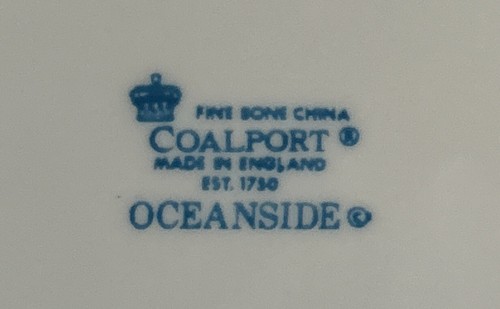 FINE BONE CHINA
COALPORT ®
MADE IN ENGLAND
EST. 1750
OCEANSIDE ©